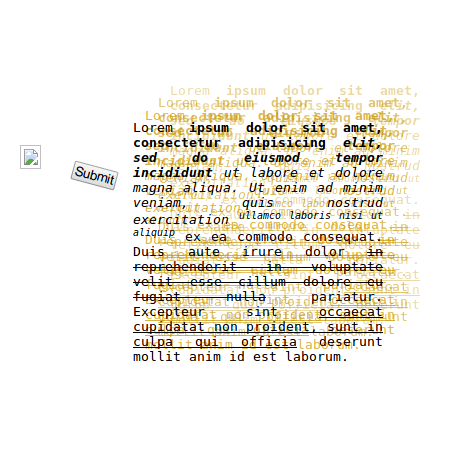 Submit
Lorem ipsum dolor sit amet,
consectetur adipisicing elit,
sed do eiusmod tempor
incididunt ut labore et dolore
magna aliqua. Ut enim ad minim
veniam, quis nostrud
exercitation ullamco laboris nisi ut
aliquip ex ea commodo consequat.
Duis aute irure dolor in
reprehenderit in voluptate
velit esse cillum dolore eu
fugiat nulla pariatur.
Excepteur sint occaecat
cupidatat non proident, sunt in
culpa qui officia deserunt
mollit anim id est laborum.